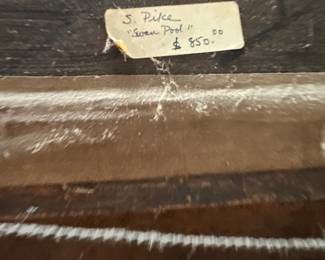 S. Pike
"Swan Pool"
$ 850.00